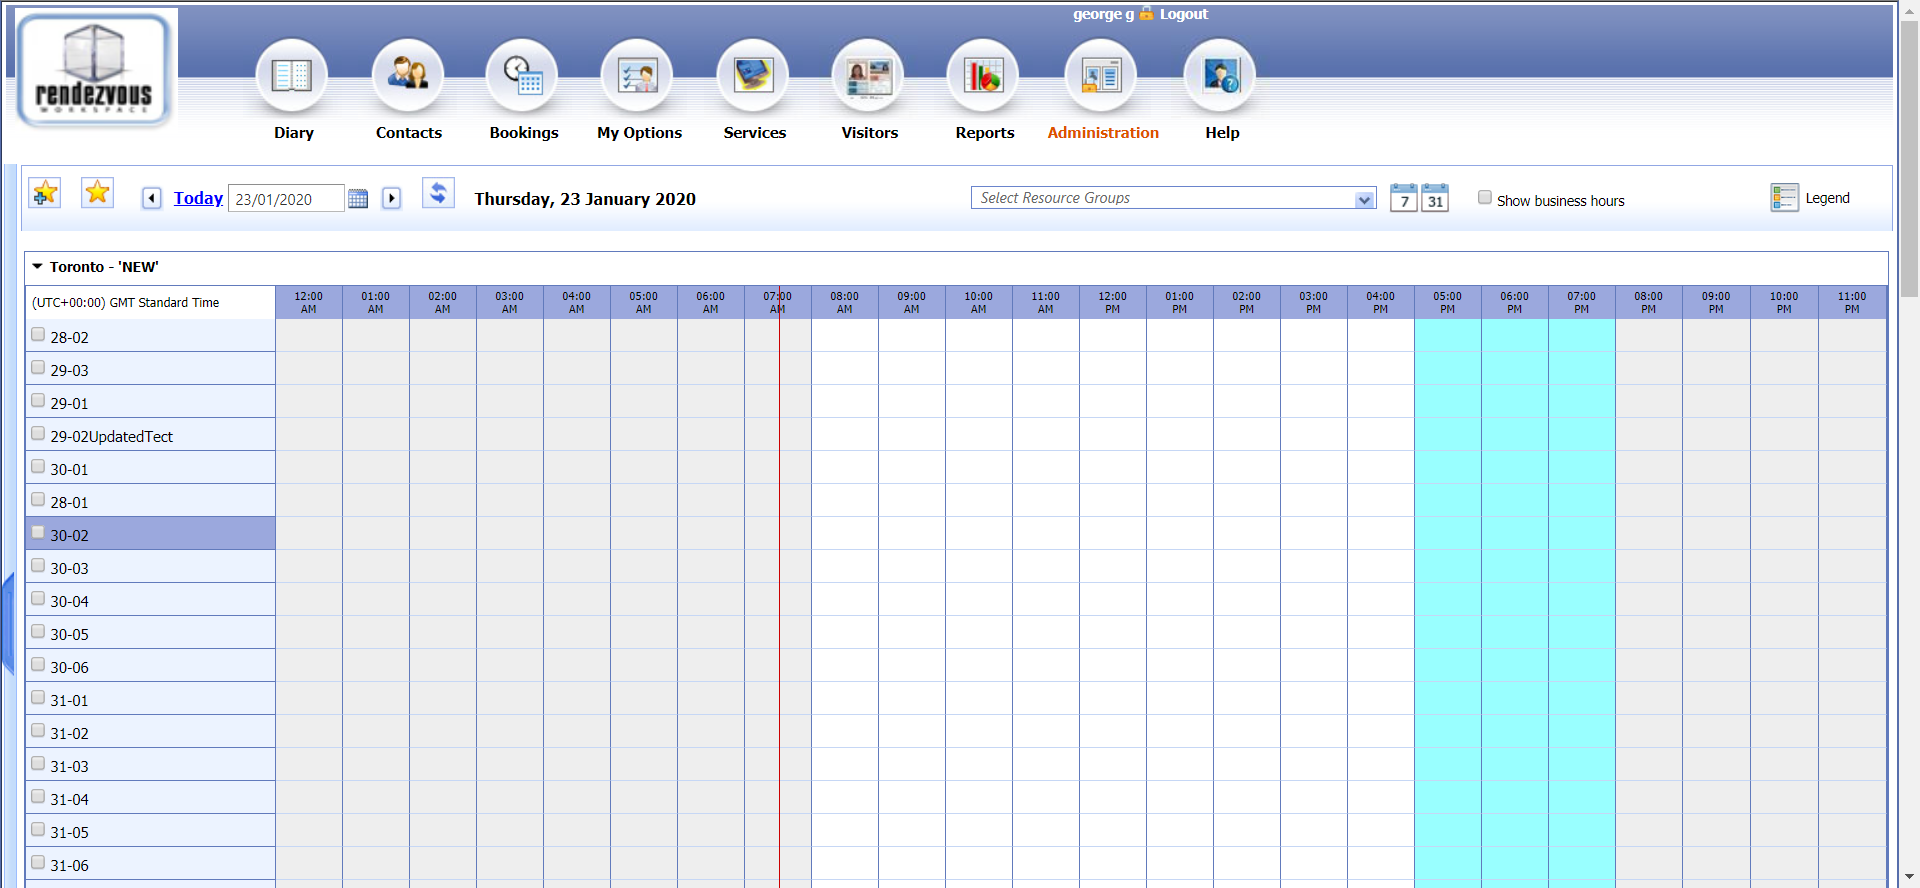 george g Logout
rendezvous
WORKSPACE
Diary Contacts Bookings My Options Services Visitors Reports Administration Help
Today 23/01/2020 Thursday, 23 January 2020 Select Resource Groups 7 31 Show business hours Legend
Toronto - 'NEW'
(UTC+00:00) GMT Standard Time 12:00 AM 01:00 AM 02:00 AM 03:00 AM 04:00 AM 05:00 AM 06:00 AM 07:00 AM 08:00 AM 09:00 AM 10:00 AM 11:00 AM 12:00 PM 01:00 PM 02:00 PM 03:00 PM 04:00 PM 05:00 PM 06:00 PM 07:00 PM 08:00 PM 09:00 PM 10:00 PM 11:00 PM
28-02
29-03
29-01
29-02UpdatedTect
30-01
28-01
30-02
30-03
30-04
30-05
30-06
31-01
31-02
31-03
31-04
31-05
31-06